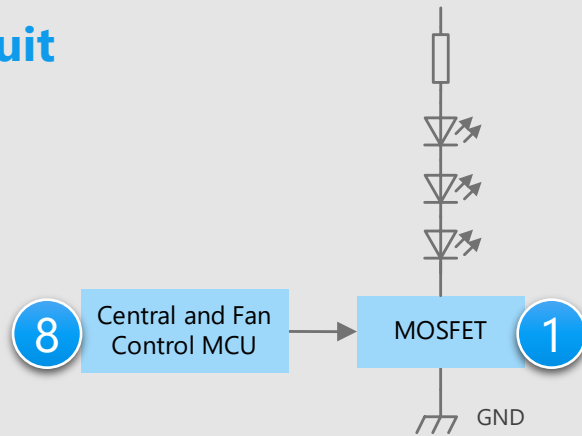 uit
8
Central and Fan
Control MCU
MOSFET
1
GND